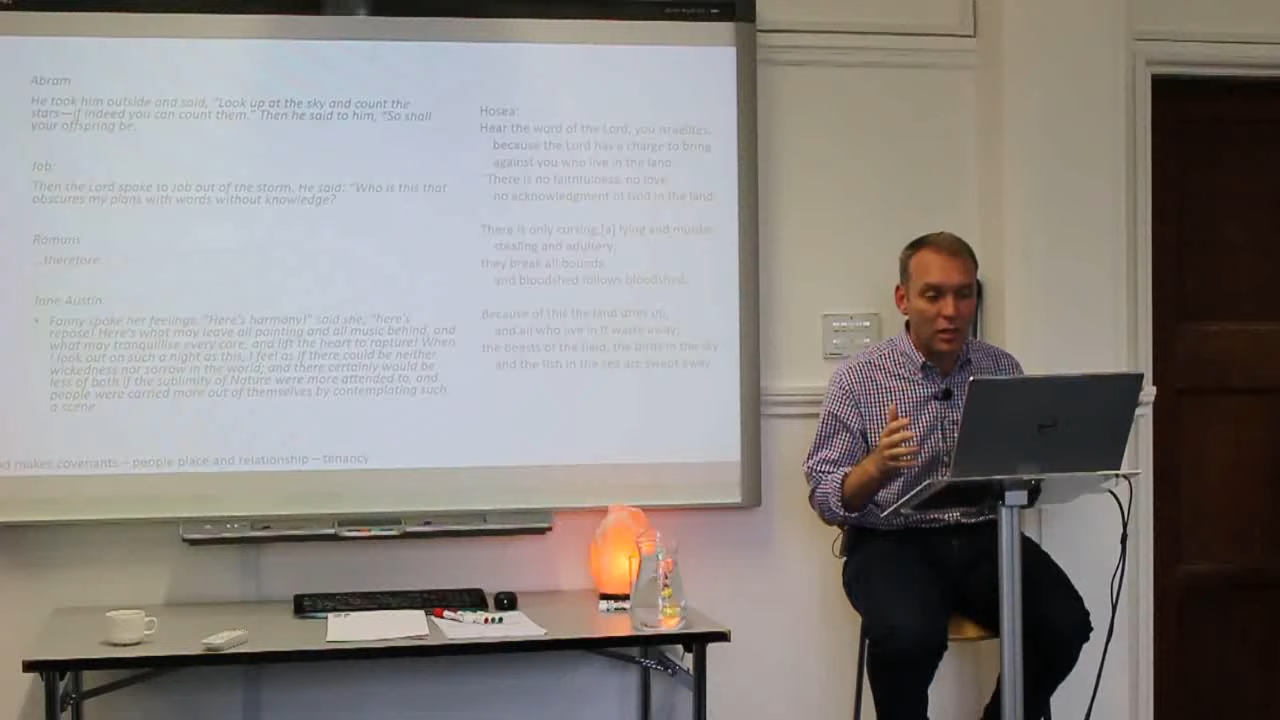 Abram
He took him outside and said, "Look up at the sky and count the
stars—if indeed you can count them." Then he said to him, "So shall
your offspring be.
Job:
Then the Lord spoke to Job out of the storm. He said: "Who is this that
obscures my plans with words without knowledge?
Romans
...therefore
Jane Austin
• Fanny spoke her feelings. "Here's harmony!" said she, "here's
repose! Here's what may leave all painting and all music behind, and
what may tranquillise every care, and lift the heart to rapture! When
I look out on such a night as this, I feel as if there could be neither
wickedness nor sorrow in the world; and there certainly would be
less of both if the sublimity of Nature were more attended to, and
people were carried more out of themselves by contemplating such
a scene
makes covenants – people place and relationship – tenancy
Hosea:
Hear the word of the Lord, you Israelites,
because the Lord has a charge to bring
against you who live in the land:
"There is no faithfulness, no love,
no acknowledgment of God in the land.
There is only cursing,[a] lying and murder,
stealing and adultery;
they break all bounds,
and bloodshed follows bloodshed.
Because of this the land dries up,
and all who live in it waste away;
the beasts of the field, the birds in the sky
and the fish in the sea are swept away